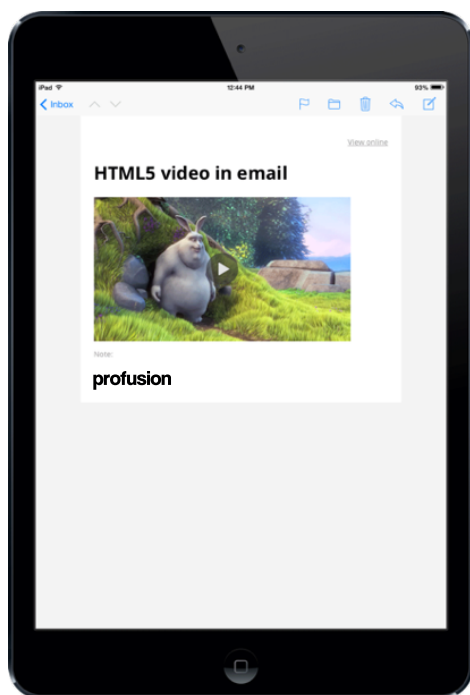 iPad 12:44 PM 93%
Inbox
View online
HTML5 video in email
Note:
profusion